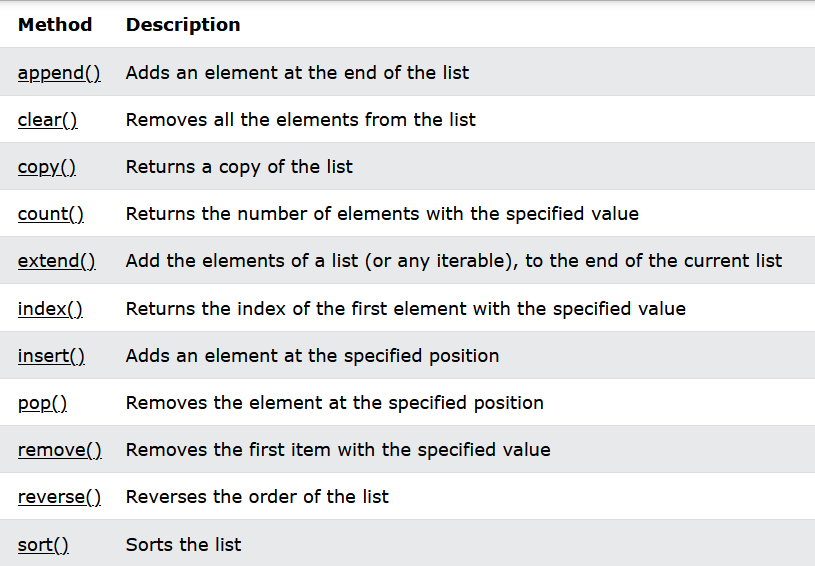 Method Description
append() Adds an element at the end of the list
clear() Removes all the elements from the list
copy() Returns a copy of the list
count() Returns the number of elements with the specified value
extend() Add the elements of a list (or any iterable), to the end of the current list
index() Returns the index of the first element with the specified value
insert() Adds an element at the specified position
pop() Removes the element at the specified position
remove() Removes the first item with the specified value
reverse() Reverses the order of the list
sort() Sorts the list